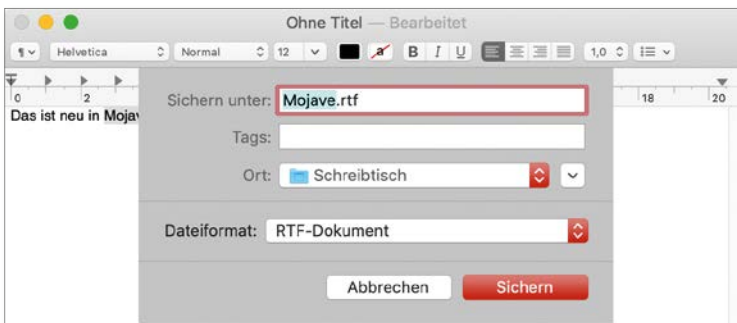 Ohne Titel — Bearbeitet
¶ Helvetica Normal 12 a B I U 1,0
0 2 18 20
Das ist neu in Mojav
Sichern unter: Mojave.rtf
Tags:
Ort: Schreibtisch
Dateiformat: RTF-Dokument
Abbrechen Sichern